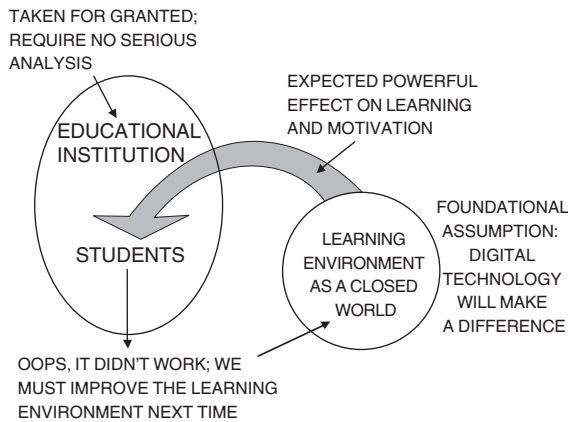 TAKEN FOR GRANTED;
REQUIRE NO SERIOUS
ANALYSIS
EXPECTED POWERFUL
EFFECT ON LEARNING
AND MOTIVATION
EDUCATIONAL
INSTITUTION
STUDENTS
LEARNING
ENVIRONMENT
AS A CLOSED
WORLD
FOUNDATIONAL
ASSUMPTION:
DIGITAL
TECHNOLOGY
WILL MAKE
A DIFFERENCE
OOPS, IT DIDN'T WORK; WE
MUST IMPROVE THE LEARNING
ENVIRONMENT NEXT TIME